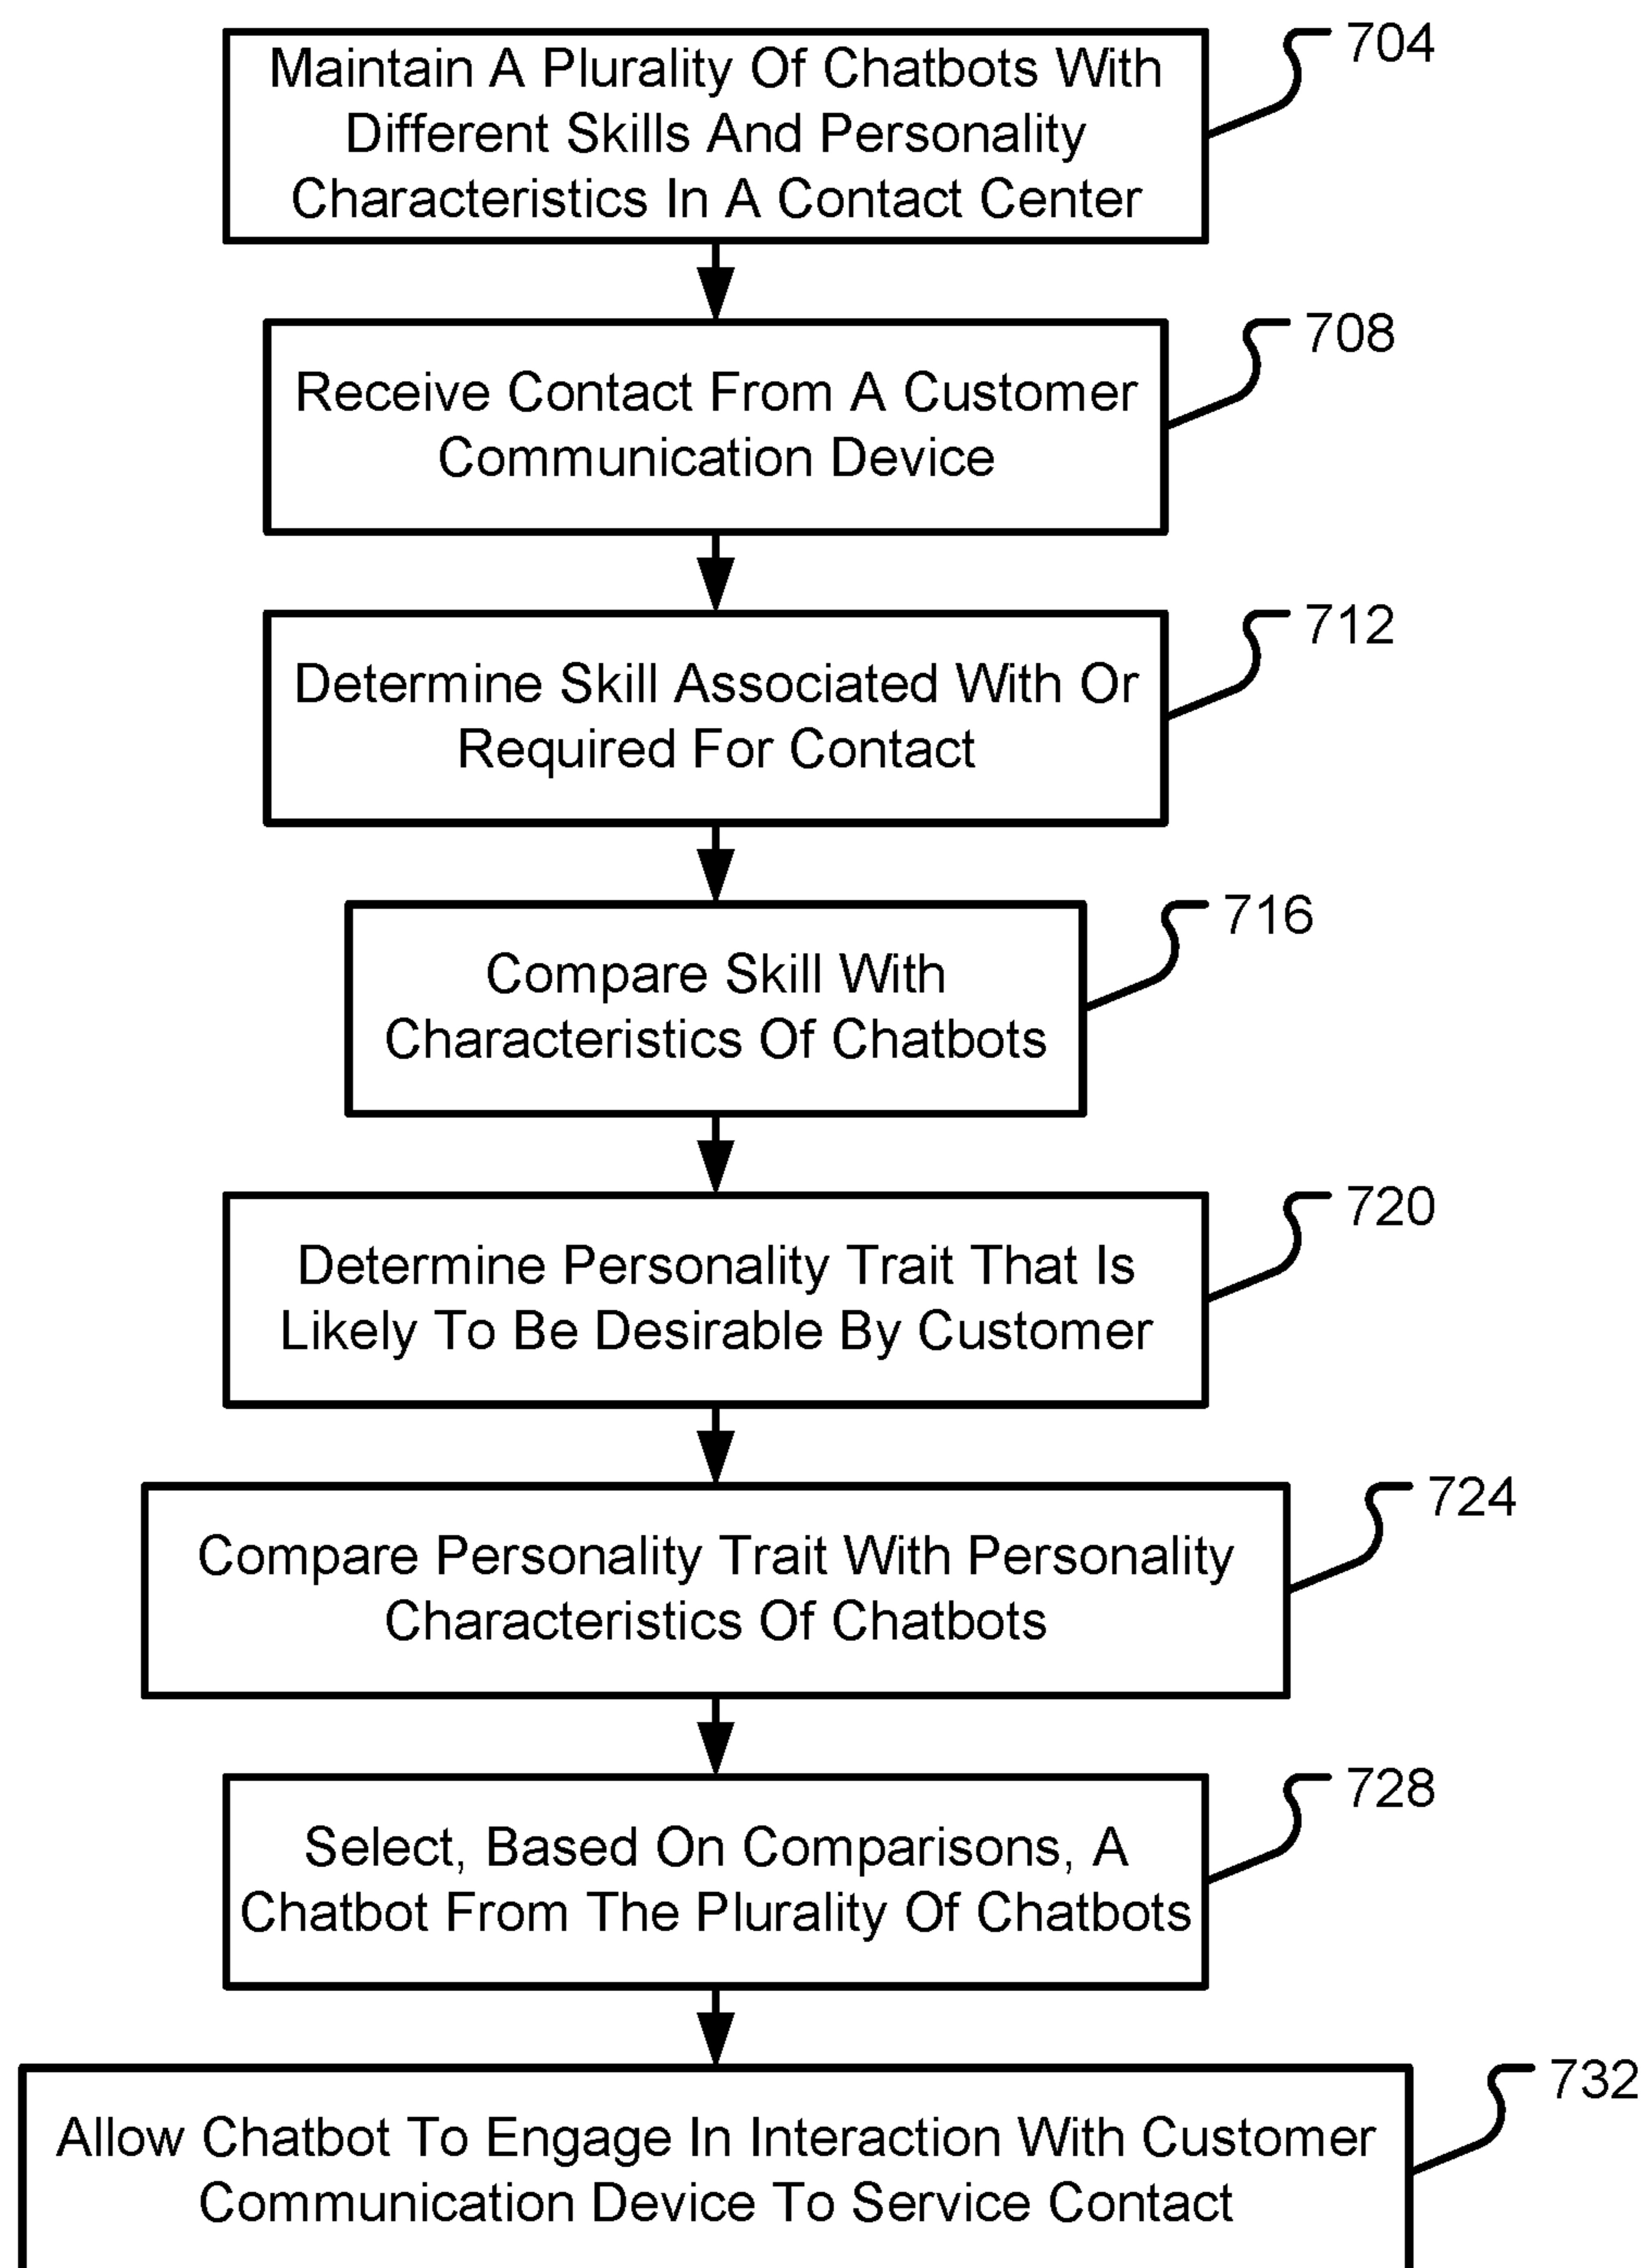 Maintain A Plurality Of Chatbots With
Different Skills And Personality
Characteristics In A Contact Center
704
Receive Contact From A Customer
Communication Device
708
Determine Skill Associated With Or
Required For Contact
712
Compare Skill With
Characteristics Of Chatbots
716
Determine Personality Trait That Is
Likely To Be Desirable By Customer
720
Compare Personality Trait With Personality
Characteristics Of Chatbots
724
Select, Based On Comparisons, A
Chatbot From The Plurality Of Chatbots
728
Allow Chatbot To Engage In Interaction With Customer
Communication Device To Service Contact
732